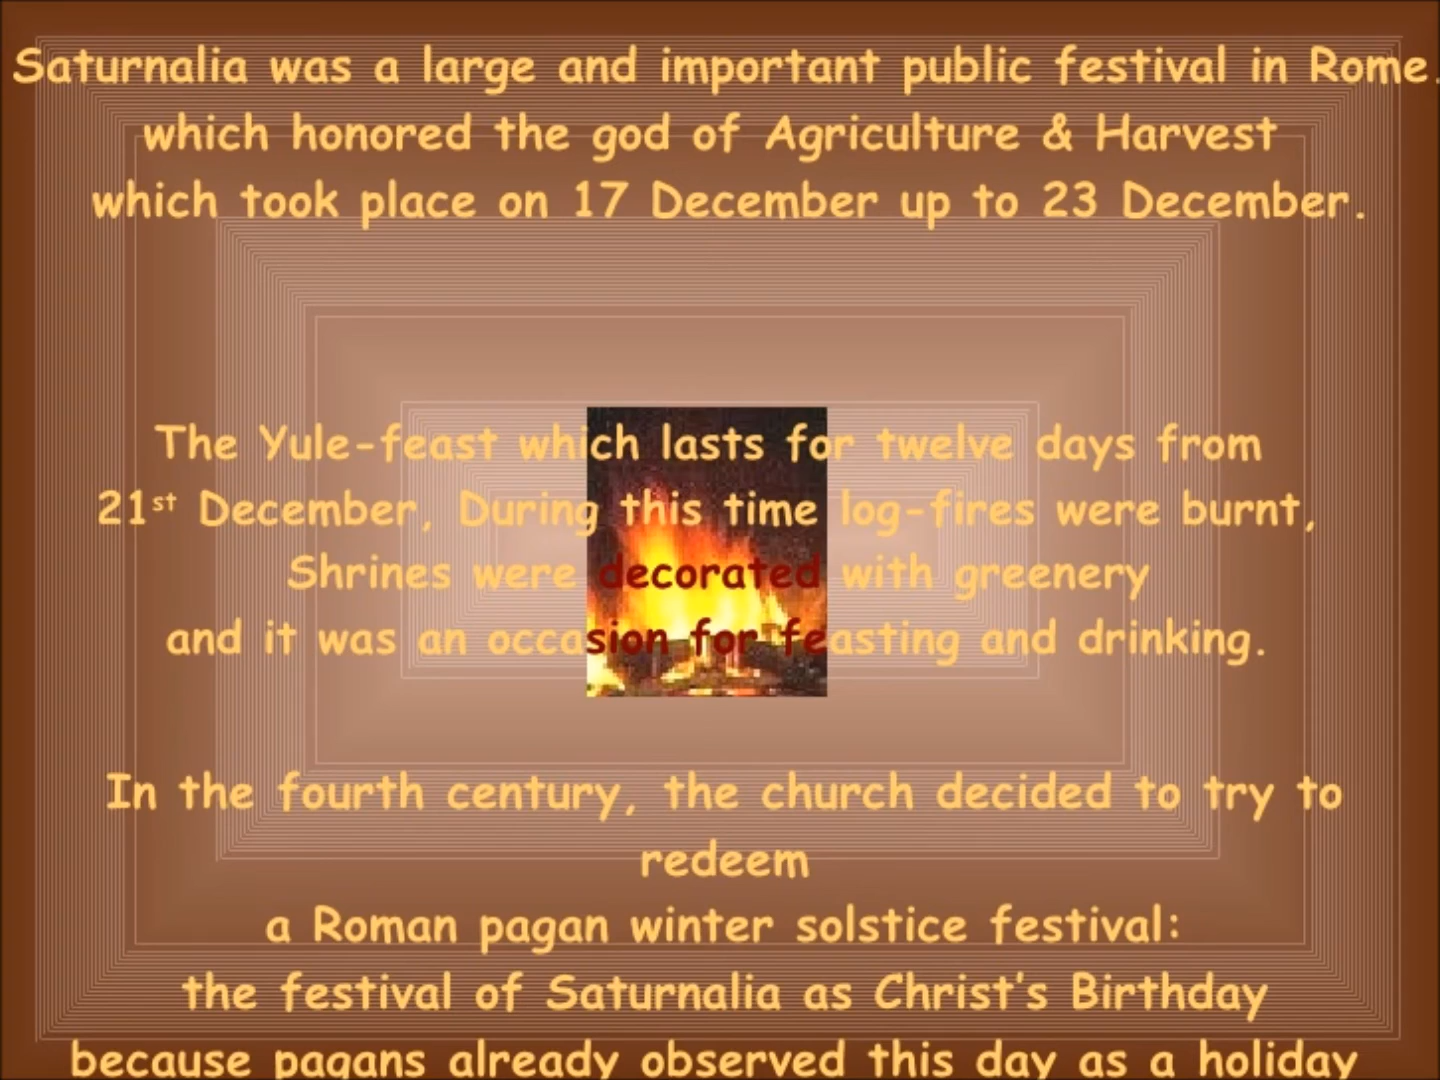 Saturnalia was a large and important public festival in Rome.
which honored the god of Agriculture & Harvest
which took place on 17 December up to 23 December.
The Yule-feast which lasts for twelve days from
21st December, During this time log-fires were burnt,
Shrines were decorated with greenery
and it was an occasion for feasting and drinking.
In the fourth century, the church decided to try to
redeem
a Roman pagan winter solstice festival:
the festival of Saturnalia as Christ's Birthday
because pagans already observed this day as a holiday